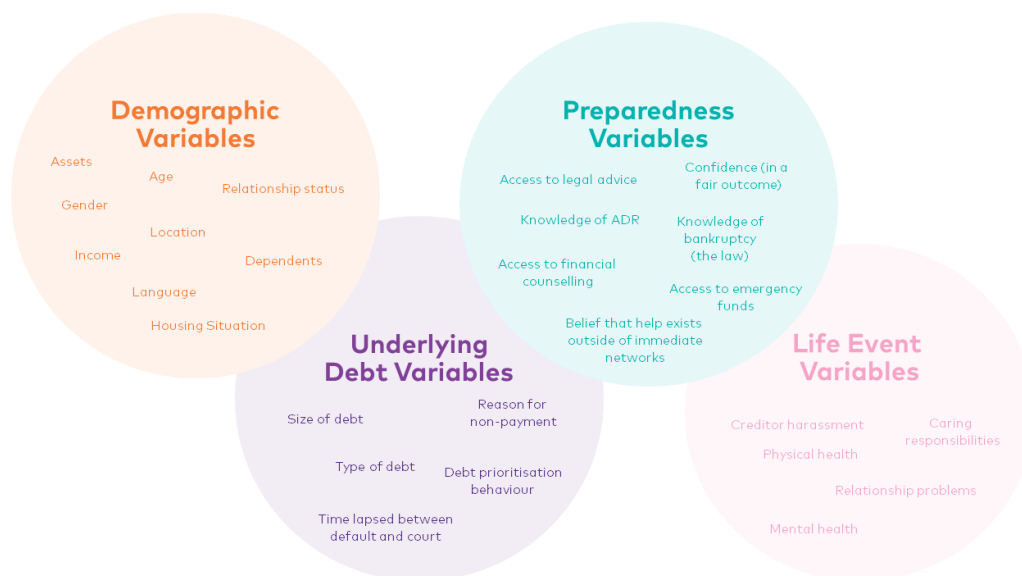 Demographic
Variables
Assets
Age
Relationship status
Gender
Location
Income
Dependents
Language
Housing Situation
Preparedness
Variables
Access to legal advice
Confidence (in a
fair outcome)
Knowledge of ADR
Knowledge of
bankruptcy
(the law)
Access to financial
counselling
Access to emergency
funds
Belief that help exists
outside of immediate
networks
Underlying
Debt Variables
Size of debt
Reason for
non-payment
Type of debt
Debt prioritisation
behaviour
Time lapsed between
default and court
Life Event
Variables
Creditor harassment
Caring
responsibilities
Physical health
Relationship problems
Mental health